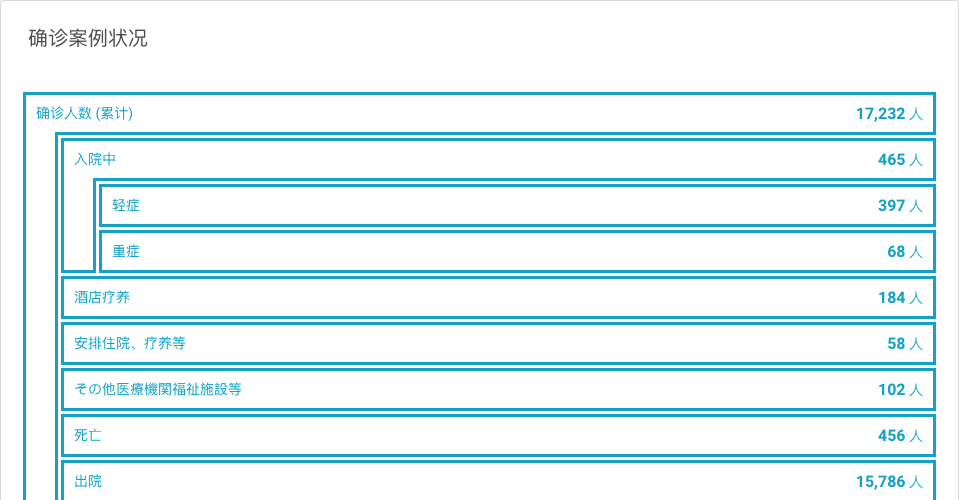 确诊案例状况
确诊人数 (累计) 17,232 人
入院中 465 人
轻症 397 人
重症 68 人
酒店疗养 184 人
安排住院、疗养等 58 人
その他医療機関福祉施設等 102 人
死亡 456 人
出院 15,786 人